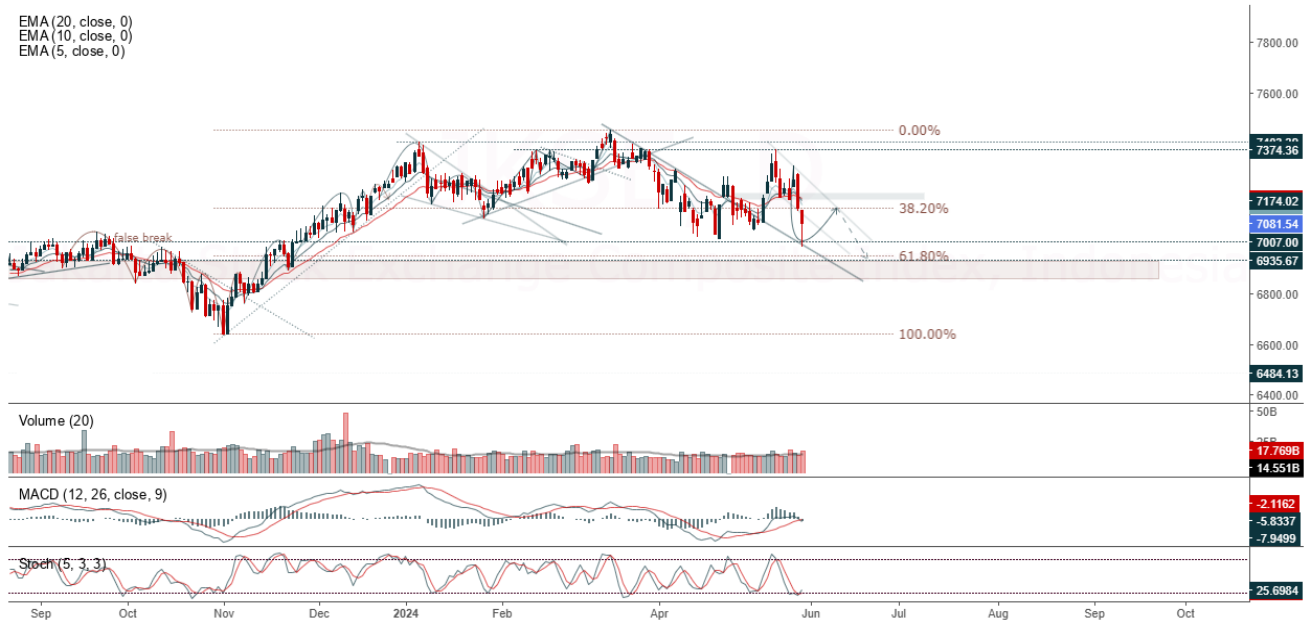 EMA (20, close, 0)
EMA (10, close, 0)
EMA (5, close, 0)
7800.00
7600.00
0.00%
7374.36
7174.02
38.20%
7081.54
false break
7007.00
61.80%
6935.67
6800.00
100.00%
6600.00
6484.13
6400.00
Volume (20)
50B
25B
17.769B
14.551B
MACD (12, 26, close, 9)
-2.1162
-5.8337
-7.9499
Stoch (5, 3, 3)
25.6984
Sep Oct Nov Dec 2024 Feb Apr Jun Jul Aug Sep Oct